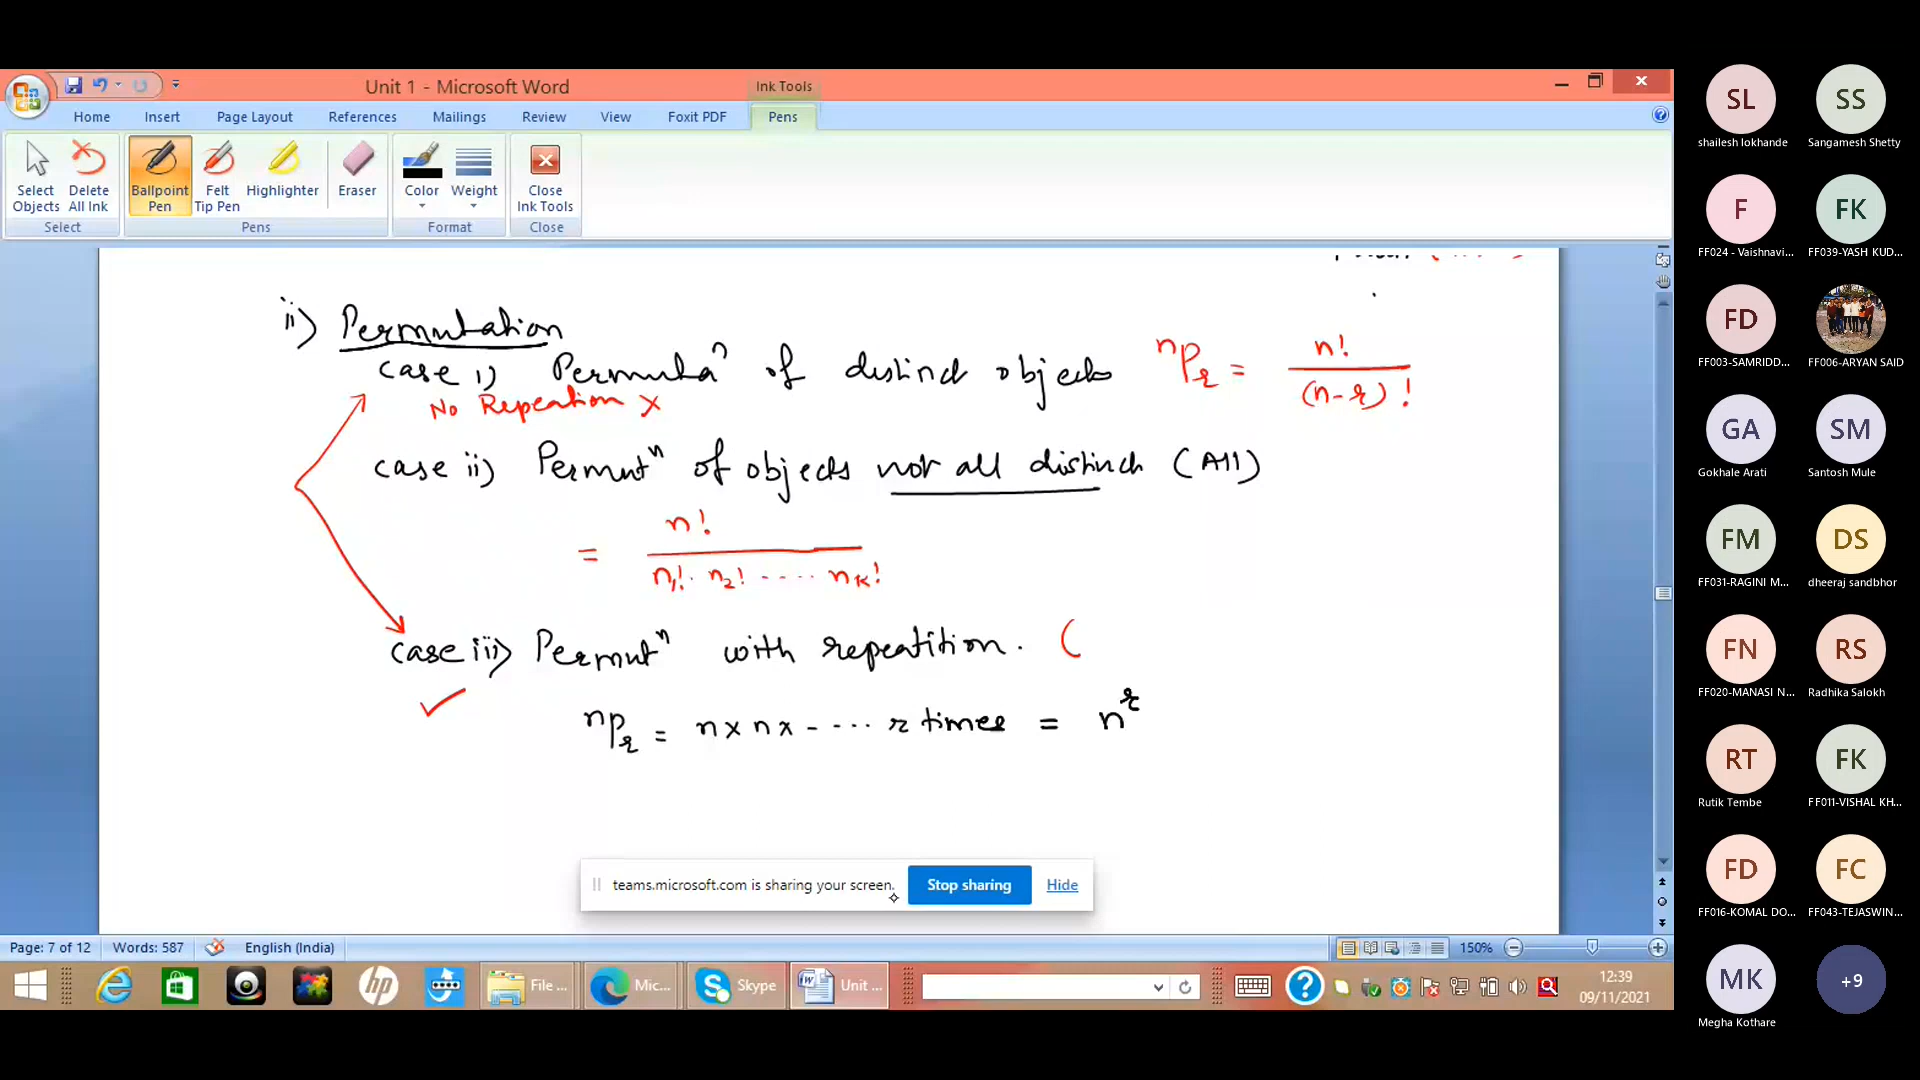 Unit 1 - Microsoft Word
Ink Tools
Home Insert Page Layout References Mailings Review View Foxit PDF Pens
Select Objects
Delete All Ink
Ballpoint Pen
Felt Tip Pen
Highlighter
Eraser
Color
Weight
Close Ink Tools
Select Pens Format Close
ii) Permutation
case i) Permutaⁿ of distinct objects ⁿPᵣ = n! / (n-r)!
No Repeation X
case ii) Permutⁿ of objects not all distinct (All)
= n! / n₁! · n₂! ..... nₖ!
case iii) Permutⁿ with repeatition. (
ⁿPᵣ = n x n x - .... r times = nʳ
teams.microsoft.com is sharing your screen. Stop sharing Hide
Page: 7 of 12 Words: 587 English (India) 150%
hp File ... Mic... Skype Unit ...
12:39
09/11/2021
SL SS
shailesh lokhande Sangamesh Shetty
F FK
FF024 - Vaishnavi... FF039-YASH KUD...
FD
FF003-SAMRIDD... FF006-ARYAN SAID
GA SM
Gokhale Arati Santosh Mule
FM DS
FF031-RAGINI M... dheeraj sandbhor
FN RS
FF020-MANASI N... Radhika Salokh
RT FK
Rutik Tembe FF011-VISHAL KH...
FD FC
FF016-KOMAL DO... FF043-TEJASWIN...
MK +9
Megha Kothare